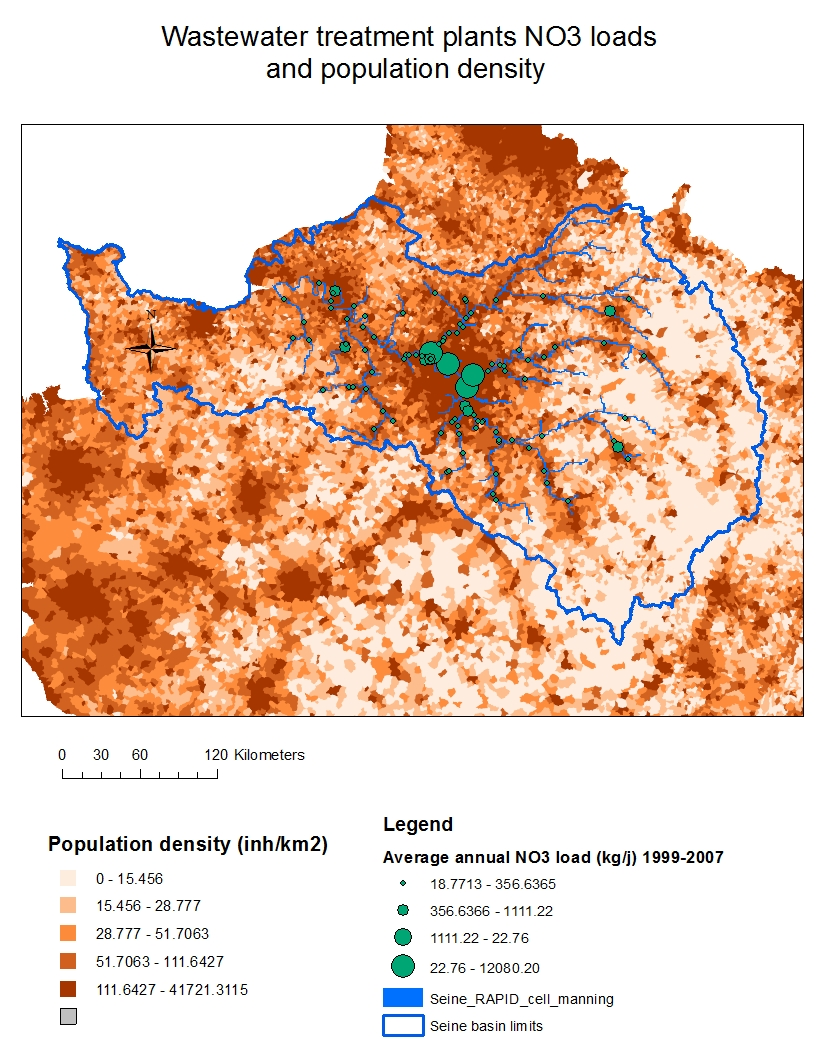 Wastewater treatment plants NO3 loads
and population density
N
0 30 60 120 Kilometers
Population density (inh/km2)
0 - 15.456
15.456 - 28.777
28.777 - 51.7063
51.7063 - 111.6427
111.6427 - 41721.3115
Legend
Average annual NO3 load (kg/j) 1999-2007
18.7713 - 356.6365
356.6366 - 1111.22
1111.22 - 22.76
22.76 - 12080.20
Seine_RAPID_cell_manning
Seine basin limits